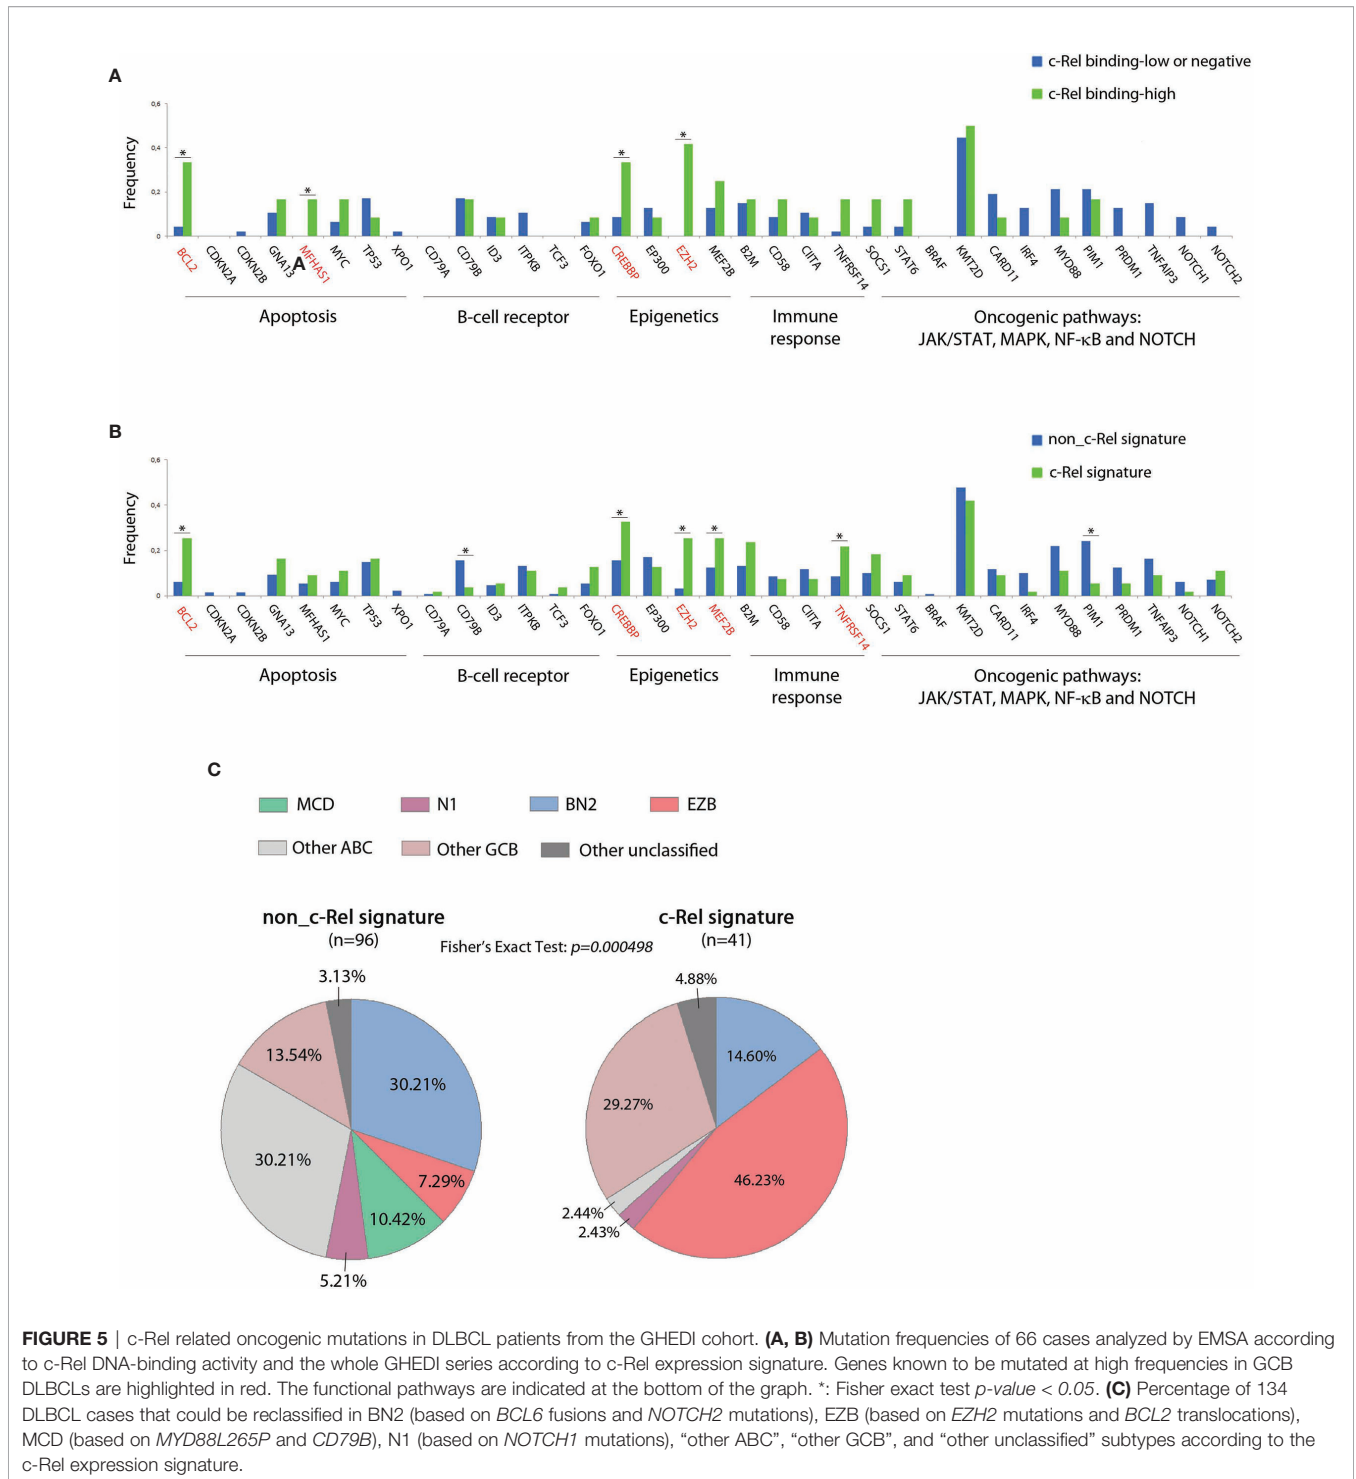 A
c-Rel binding-low or negative
c-Rel binding-high
Frequency
0,6
0,4
0,2
0
BCL2
CDKN2A
CDKN2B
GNA13
MFHAS1
MYC
TP53
XPO1
CD79A
CD79B
ID3
ITPKB
TCF3
FOXO1
CREBBP
EP300
EZH2
MEF2B
B2M
CD58
CIITA
TNFRSF14
SOCS1
STAT6
BRAF
KMT2D
CARD11
IRF4
MYD88
PIM1
PRDM1
TNFAIP3
NOTCH1
NOTCH2
* * * *
A
Apoptosis
B-cell receptor
Epigenetics
Immune
response
Oncogenic pathways:
JAK/STAT, MAPK, NF-κB and NOTCH
B
non_c-Rel signature
c-Rel signature
Frequency
0,6
0,4
0,2
0
* * * * * * *
BCL2
CDKN2A
CDKN2B
GNA13
MFHAS1
MYC
TP53
XPO1
CD79A
CD79B
ID3
ITPKB
TCF3
FOXO1
CREBBP
EP300
EZH2
MEF2B
B2M
CD58
CIITA
TNFRSF14
SOCS1
STAT6
BRAF
KMT2D
CARD11
IRF4
MYD88
PIM1
PRDM1
TNFAIP3
NOTCH1
NOTCH2
Apoptosis
B-cell receptor
Epigenetics
Immune
response
Oncogenic pathways:
JAK/STAT, MAPK, NF-κB and NOTCH
C
MCD N1 BN2 EZB
Other ABC Other GCB Other unclassified
non_c-Rel signature
(n=96)
Fisher's Exact Test: p=0.000498
c-Rel signature
(n=41)
3.13%
13.54%
30.21%
30.21%
7.29%
10.42%
5.21%
4.88%
14.60%
29.27%
46.23%
2.44%
2.43%
FIGURE 5 | c-Rel related oncogenic mutations in DLBCL patients from the GHEDI cohort. (A, B) Mutation frequencies of 66 cases analyzed by EMSA according
to c-Rel DNA-binding activity and the whole GHEDI series according to c-Rel expression signature. Genes known to be mutated at high frequencies in GCB
DLBCLs are highlighted in red. The functional pathways are indicated at the bottom of the graph. *: Fisher exact test p-value < 0.05. (C) Percentage of 134
DLBCL cases that could be reclassified in BN2 (based on BCL6 fusions and NOTCH2 mutations), EZB (based on EZH2 mutations and BCL2 translocations),
MCD (based on MYD88L265P and CD79B), N1 (based on NOTCH1 mutations), "other ABC", "other GCB", and "other unclassified" subtypes according to the
c-Rel expression signature.